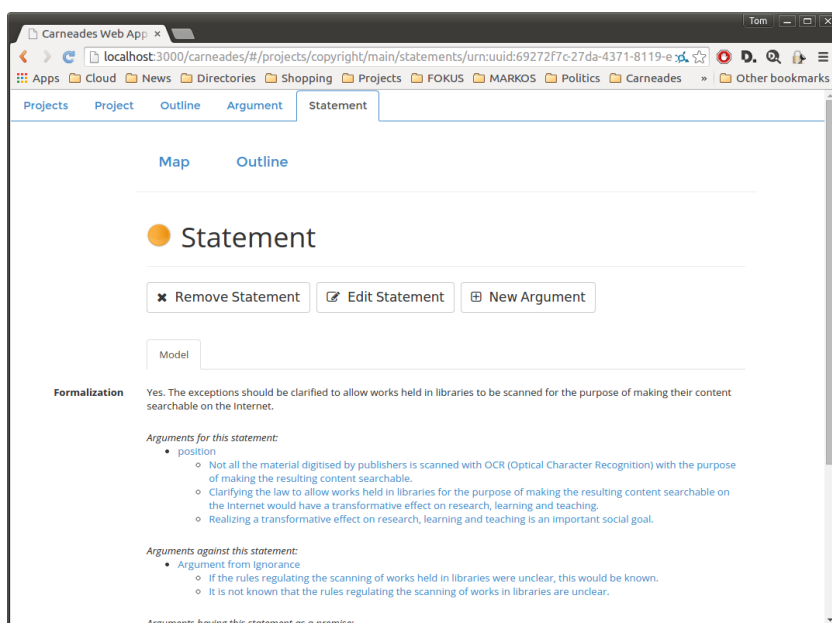 Tom
Carneades Web App ×
localhost:3000/carneades/#/projects/copyright/main/statements/urn:uuid:69272f7c-27da-4371-8119-e
Apps Cloud News Directories Shopping Projects FOKUS MARKOS Politics Carneades » Other bookmarks
Projects Project Outline Argument Statement
Map Outline
Statement
Remove Statement Edit Statement New Argument
Model
Formalization Yes. The exceptions should be clarified to allow works held in libraries to be scanned for the purpose of making their content
searchable on the Internet.
Arguments for this statement:
• position
◦ Not all the material digitised by publishers is scanned with OCR (Optical Character Recognition) with the purpose
of making the resulting content searchable.
◦ Clarifying the law to allow works held in libraries for the purpose of making the resulting content searchable on
the Internet would have a transformative effect on research, learning and teaching.
◦ Realizing a transformative effect on research, learning and teaching is an important social goal.
Arguments against this statement:
• Argument from Ignorance
◦ If the rules regulating the scanning of works held in libraries were unclear, this would be known.
◦ It is not known that the rules regulating the scanning of works in libraries are unclear.
Arguments having this statement as a premise: